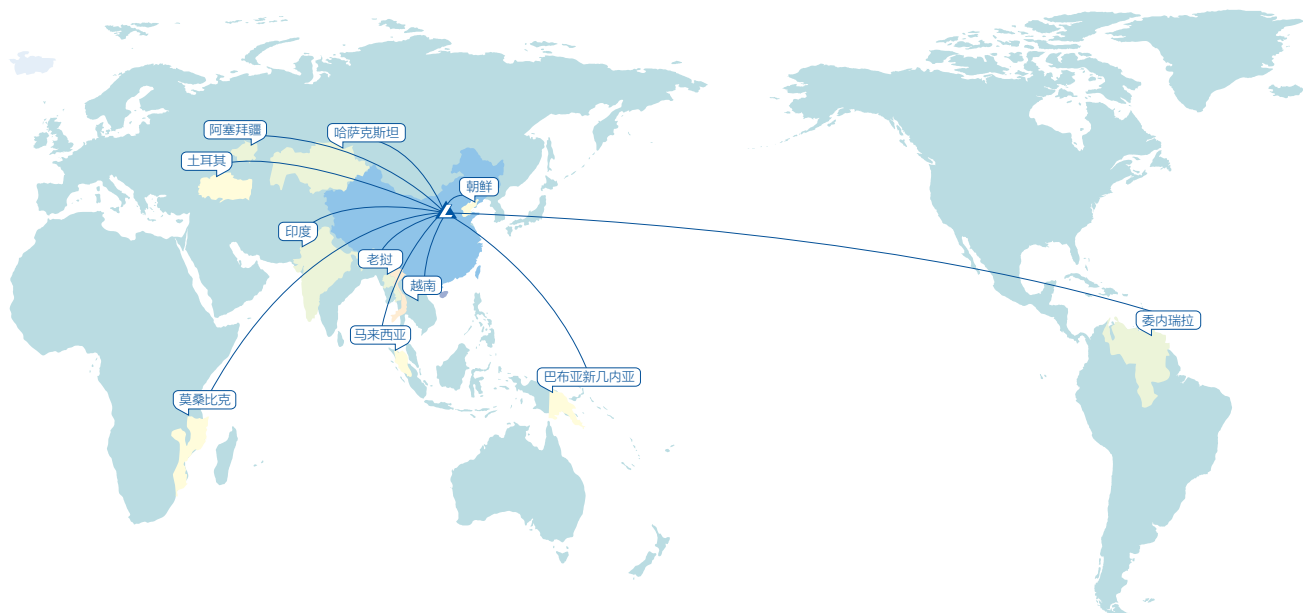 阿塞拜疆
哈萨克斯坦
土耳其
朝鲜
印度
老挝
越南
委内瑞拉
马来西亚
巴布亚新几内亚
莫桑比克